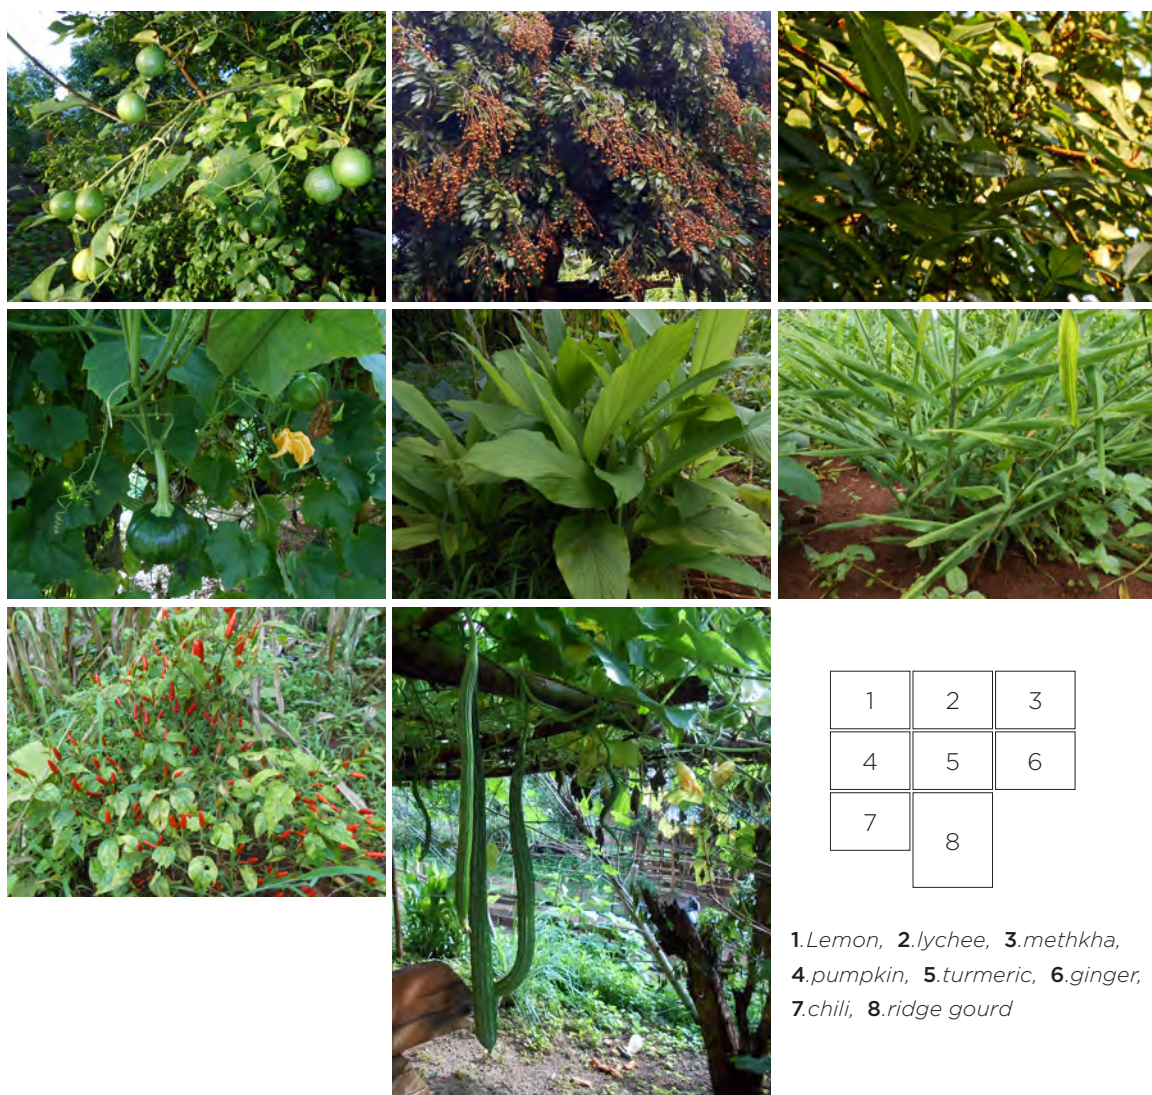 1 2 3
4 5 6
7
8
1.Lemon, 2.lychee, 3.methkha,
4.pumpkin, 5.turmeric, 6.ginger,
7.chili, 8.ridge gourd